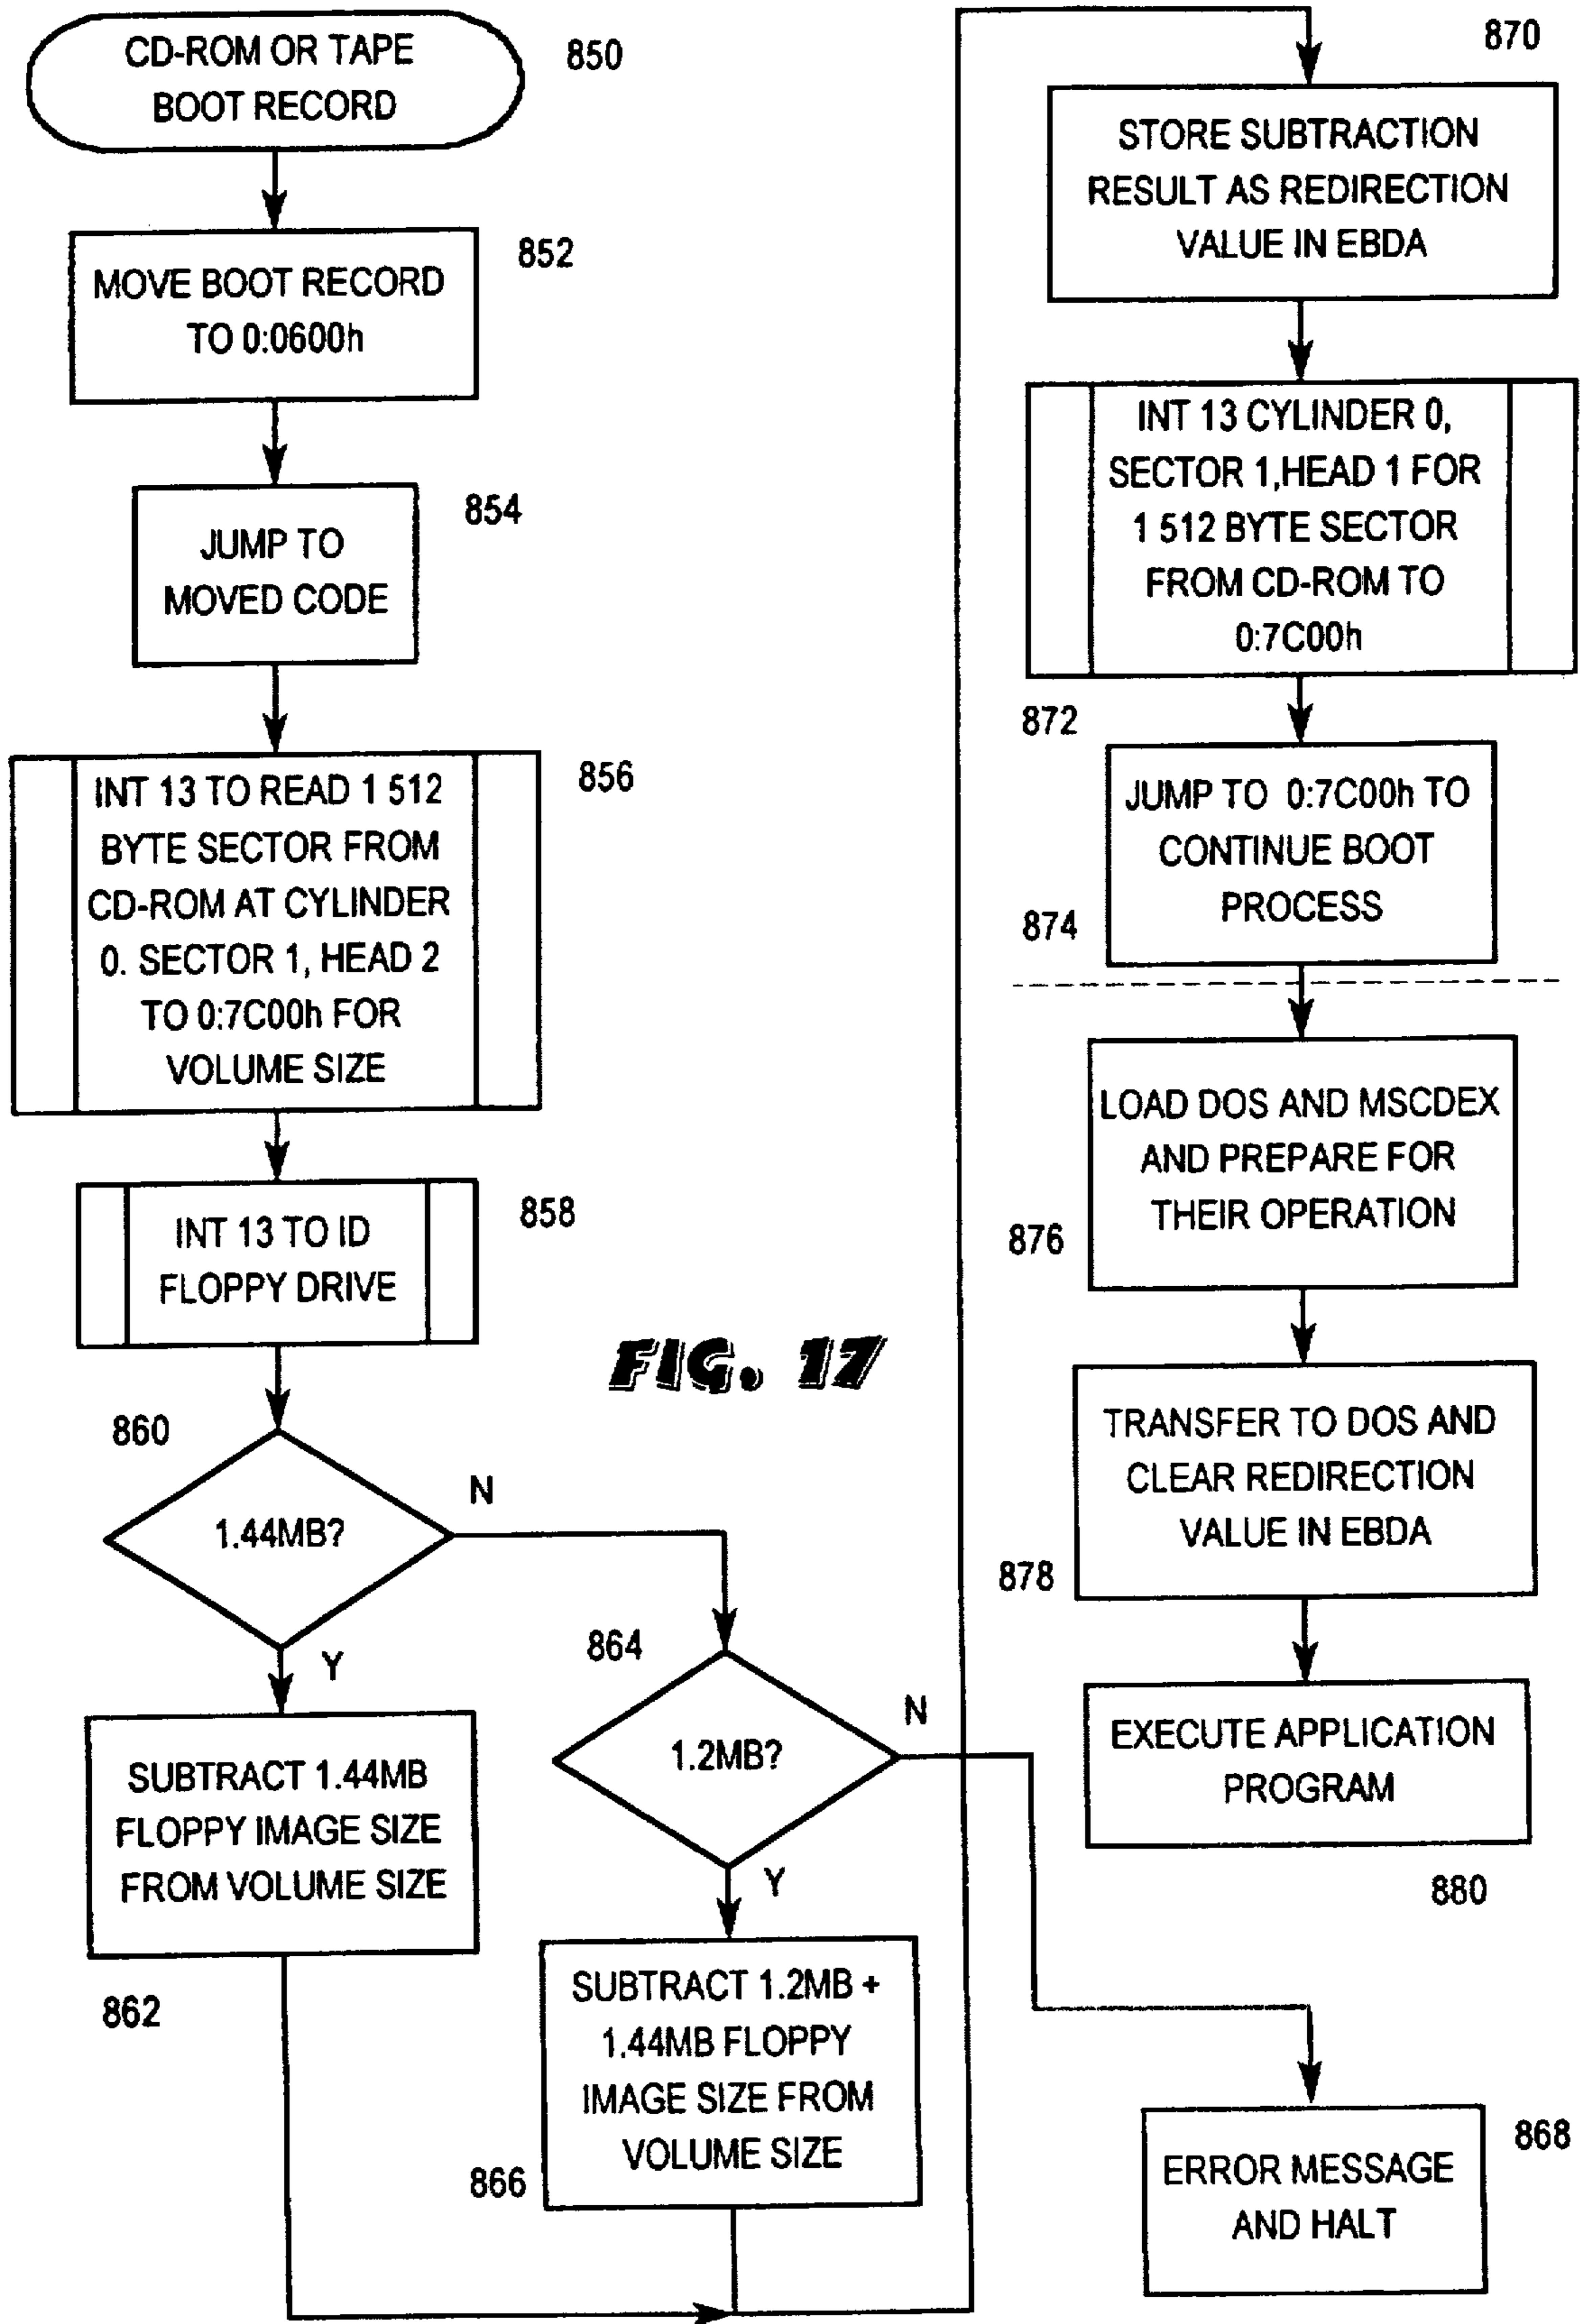 CD-ROM OR TAPE
BOOT RECORD
850
MOVE BOOT RECORD
TO 0:0600h
852
JUMP TO
MOVED CODE
854
INT 13 TO READ 1 512
BYTE SECTOR FROM
CD-ROM AT CYLINDER
0. SECTOR 1, HEAD 2
TO 0:7C00h FOR
VOLUME SIZE
856
INT 13 TO ID
FLOPPY DRIVE
858
FIG. 17
860
1.44MB?
N
Y
SUBTRACT 1.44MB
FLOPPY IMAGE SIZE
FROM VOLUME SIZE
862
864
1.2MB?
N
Y
SUBTRACT 1.2MB +
1.44MB FLOPPY
IMAGE SIZE FROM
VOLUME SIZE
866
870
STORE SUBTRACTION
RESULT AS REDIRECTION
VALUE IN EBDA
INT 13 CYLINDER 0,
SECTOR 1,HEAD 1 FOR
1 512 BYTE SECTOR
FROM CD-ROM TO
0:7C00h
872
JUMP TO 0:7C00h TO
CONTINUE BOOT
PROCESS
874
LOAD DOS AND MSCDEX
AND PREPARE FOR
THEIR OPERATION
876
TRANSFER TO DOS AND
CLEAR REDIRECTION
VALUE IN EBDA
878
EXECUTE APPLICATION
PROGRAM
880
ERROR MESSAGE
AND HALT
868